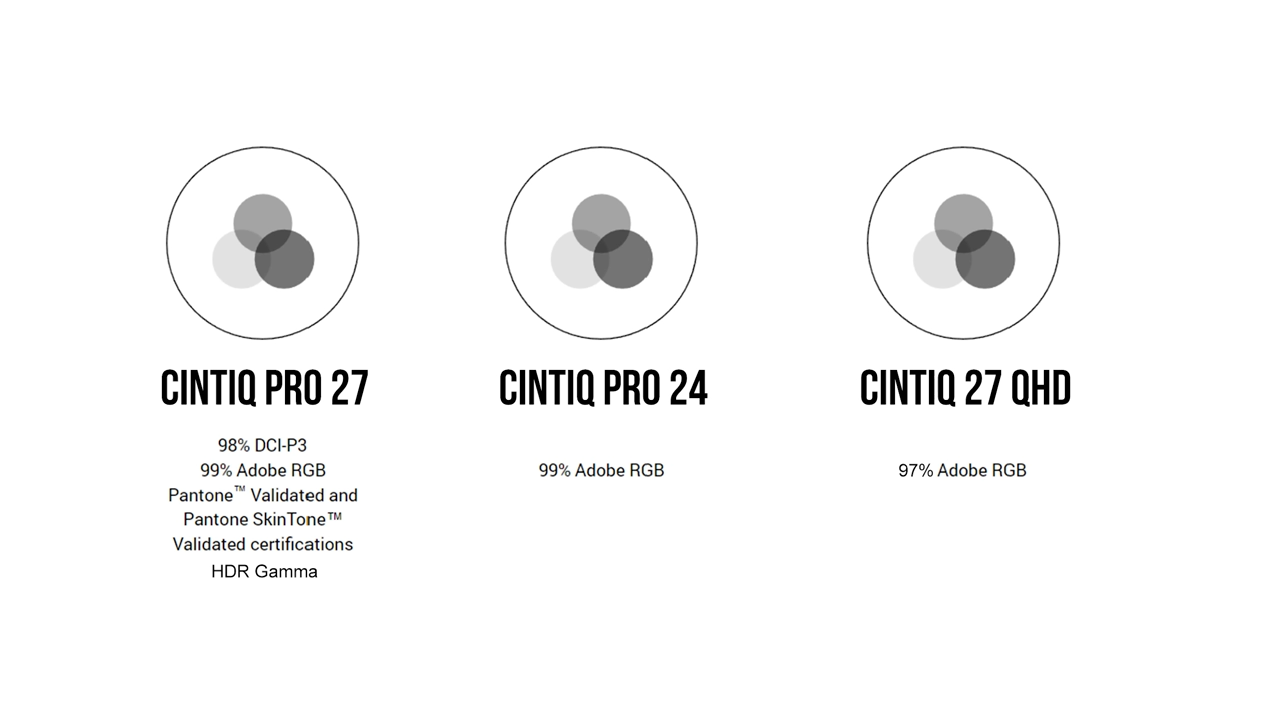 CINTIQ PRO 27
98% DCI-P3
99% Adobe RGB
Pantone™ Validated and
Pantone SkinTone™
Validated certifications
HDR Gamma
CINTIQ PRO 24
99% Adobe RGB
CINTIQ 27 QHD
97% Adobe RGB